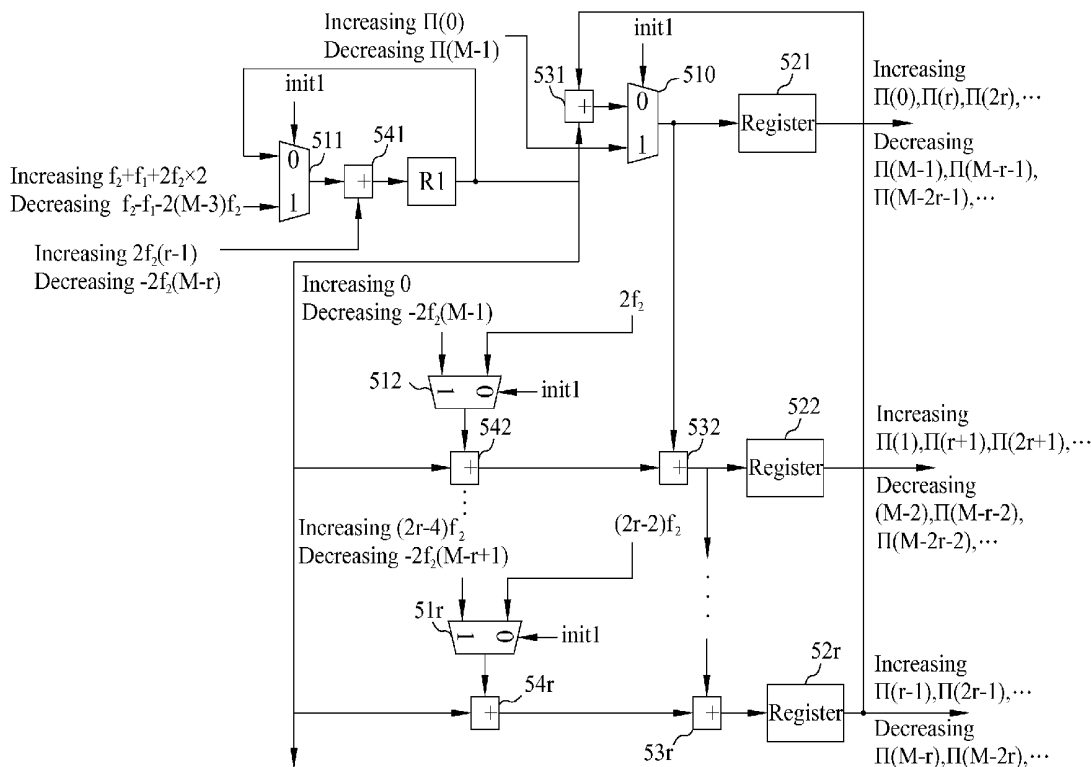 Increasing Π(0)
Decreasing Π(M-1)
init1
531
+
0
1
510
521
Register
Increasing
Π(0),Π(r),Π(2r),⋯
Decreasing
Π(M-1),Π(M-r-1),
Π(M-2r-1),⋯
init1
0
1
511
541
+
R1
Increasing f₂+f₁+2f₂×2
Decreasing f₂-f₁-2(M-3)f₂
Increasing 2f₂(r-1)
Decreasing -2f₂(M-r)
Increasing 0
Decreasing -2f₂(M-1)
2f₂
512
1
0
init1
542
+
532
+
522
Register
Increasing
Π(1),Π(r+1),Π(2r+1),⋯
Decreasing
(M-2),Π(M-r-2),
Π(M-2r-2),⋯
Increasing (2r-4)f₂
Decreasing -2f₂(M-r+1)
(2r-2)f₂
51r
1
0
init1
54r
+
53r
+
52r
Register
Increasing
Π(r-1),Π(2r-1),⋯
Decreasing
Π(M-r),Π(M-2r),⋯